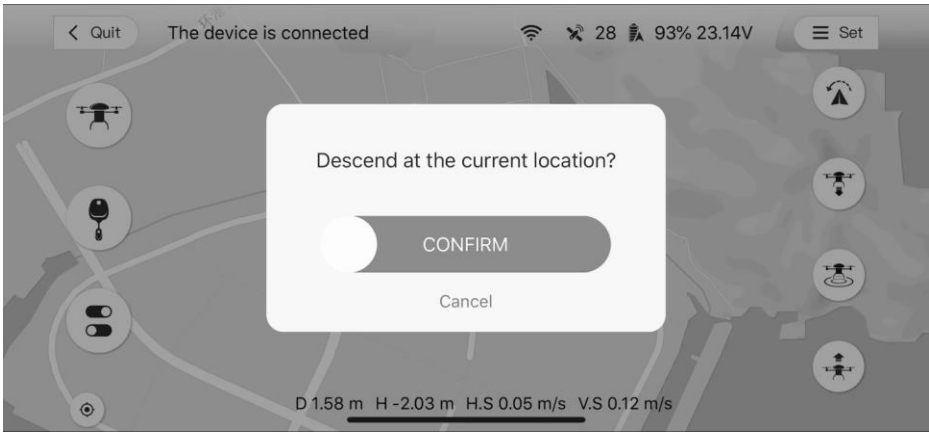 Quit
The device is connected
28
93% 23.14V
Set
Descend at the current location?
CONFIRM
Cancel
D 1.58 m H -2.03 m H.S 0.05 m/s V.S 0.12 m/s